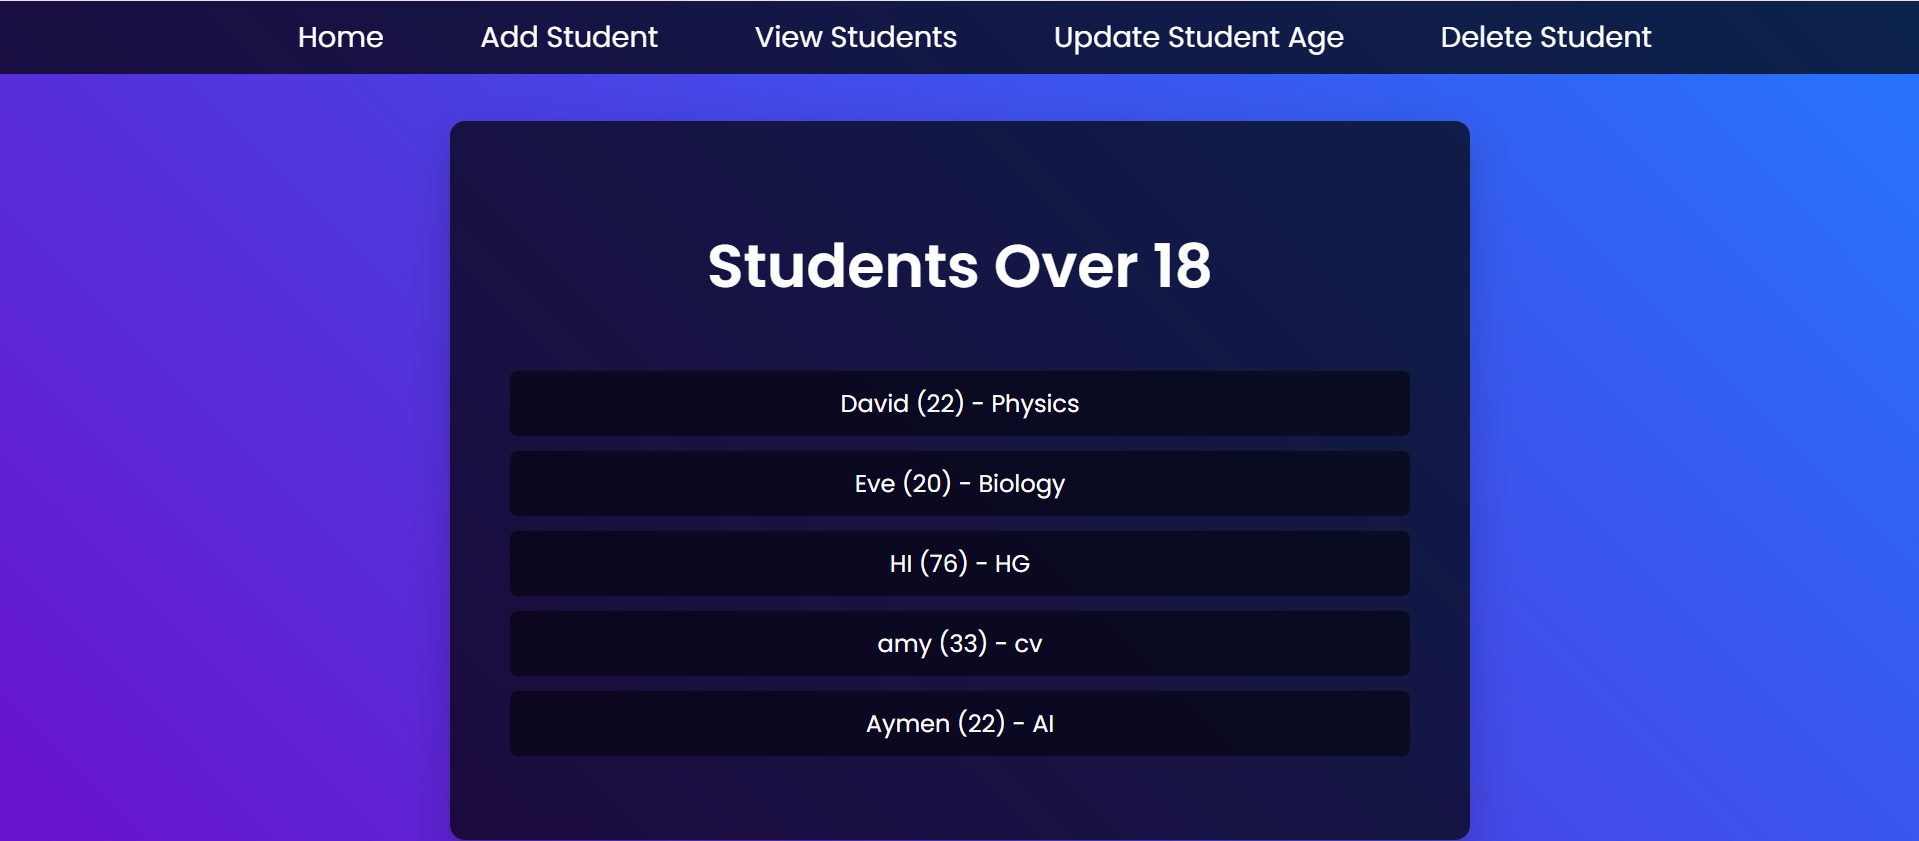 Home Add Student View Students Update Student Age Delete Student
Students Over 18
David (22) - Physics
Eve (20) - Biology
HI (76) - HG
amy (33) - cv
Aymen (22) - AI